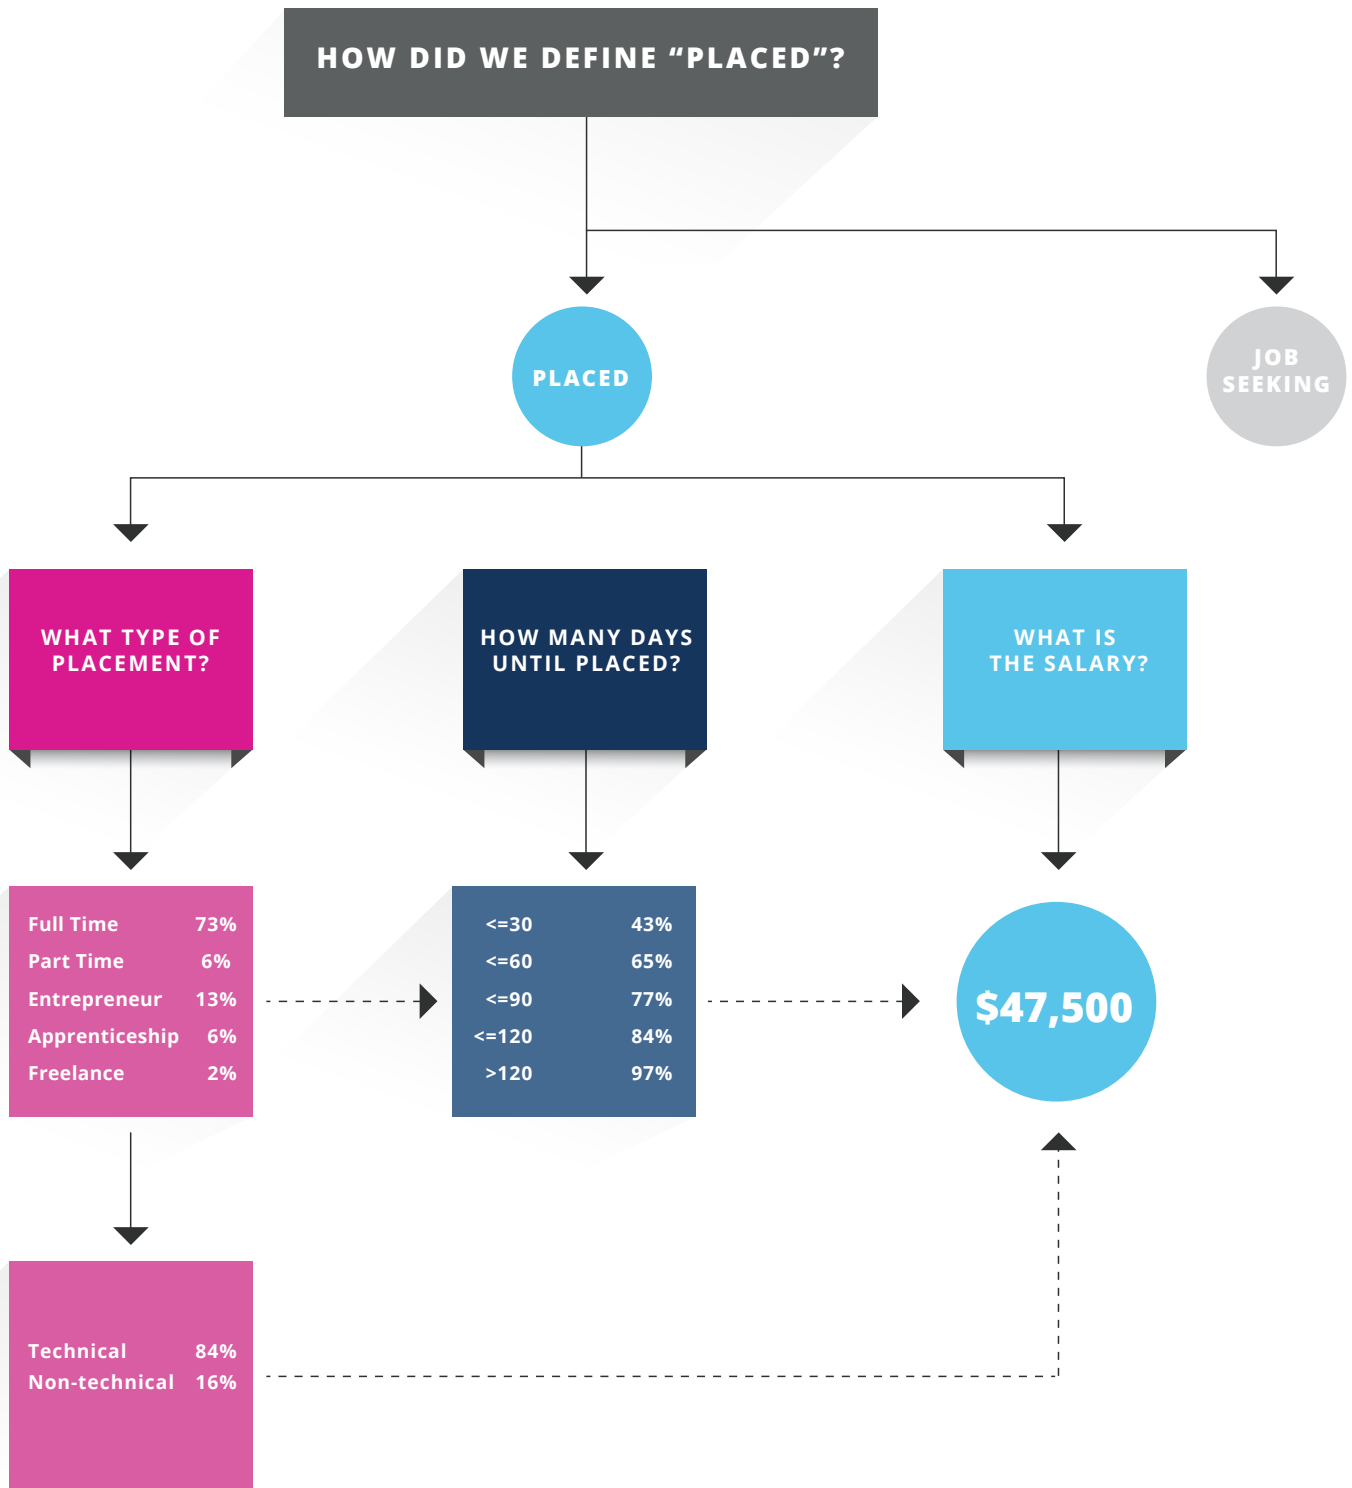 HOW DID WE DEFINE “PLACED”?
PLACED
JOB
SEEKING
WHAT TYPE OF
PLACEMENT?
HOW MANY DAYS
UNTIL PLACED?
WHAT IS
THE SALARY?
Full Time 73%
Part Time 6%
Entrepreneur 13%
Apprenticeship 6%
Freelance 2%
<=30 43%
<=60 65%
<=90 77%
<=120 84%
>120 97%
$47,500
Technical 84%
Non-technical 16%